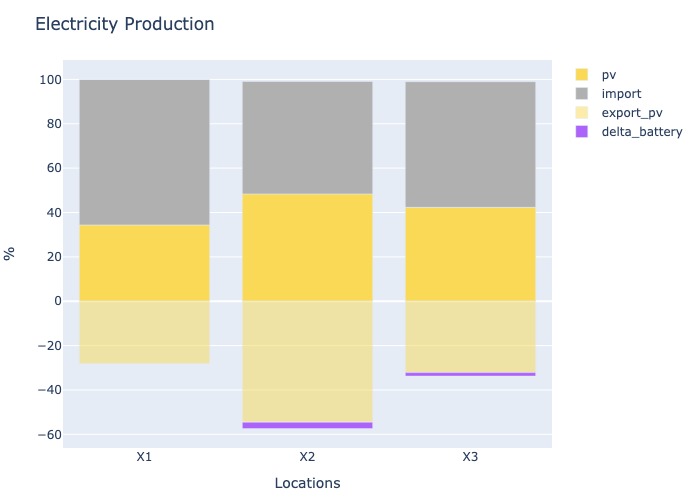 Electricity Production
pv
import
export_pv
delta_battery
100
80
60
40
20
0
−20
−40
−60
%
X1
X2
X3
Locations